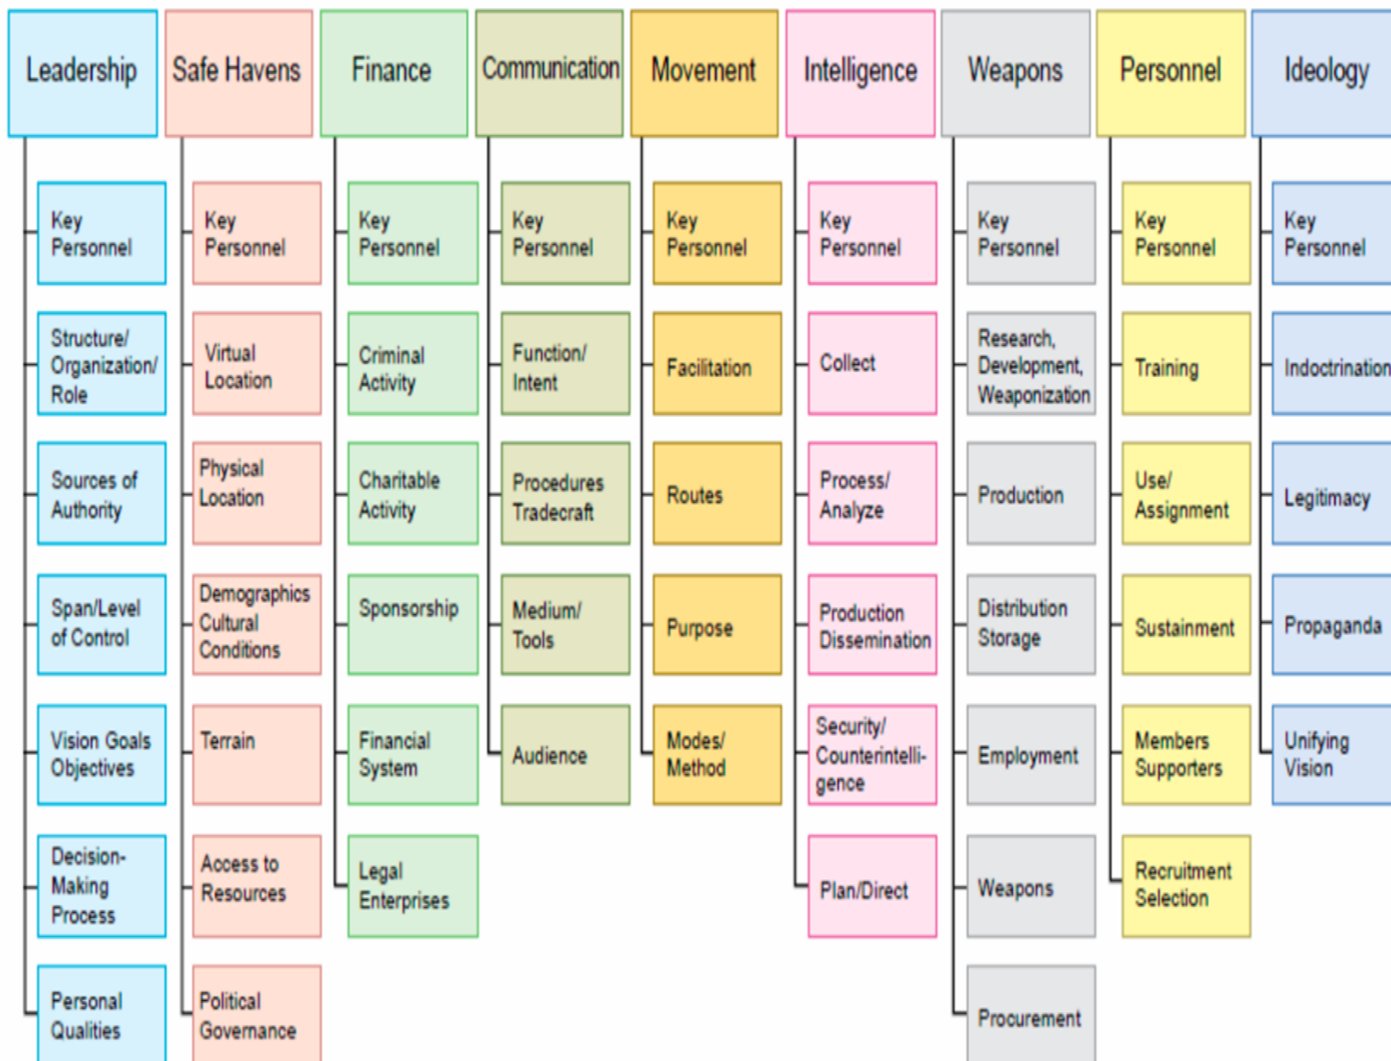 Leadership
Safe Havens
Finance
Communication
Movement
Intelligence
Weapons
Personnel
Ideology
Key
Personnel
Structure/
Organization/
Role
Sources of
Authority
Span/Level
of Control
Vision Goals
Objectives
Decision-
Making
Process
Personal
Qualities
Key
Personnel
Virtual
Location
Physical
Location
Demographics
Cultural
Conditions
Terrain
Access to
Resources
Political
Governance
Key
Personnel
Criminal
Activity
Charitable
Activity
Sponsorship
Financial
System
Legal
Enterprises
Key
Personnel
Function/
Intent
Procedures
Tradecraft
Medium/
Tools
Audience
Key
Personnel
Facilitation
Routes
Purpose
Modes/
Method
Key
Personnel
Collect
Process/
Analyze
Production
Dissemination
Security/
Counterintelli-
gence
Plan/Direct
Key
Personnel
Research,
Development,
Weaponization
Production
Distribution
Storage
Employment
Weapons
Procurement
Key
Personnel
Training
Use/
Assignment
Sustainment
Members
Supporters
Recruitment
Selection
Key
Personnel
Indoctrination
Legitimacy
Propaganda
Unifying
Vision